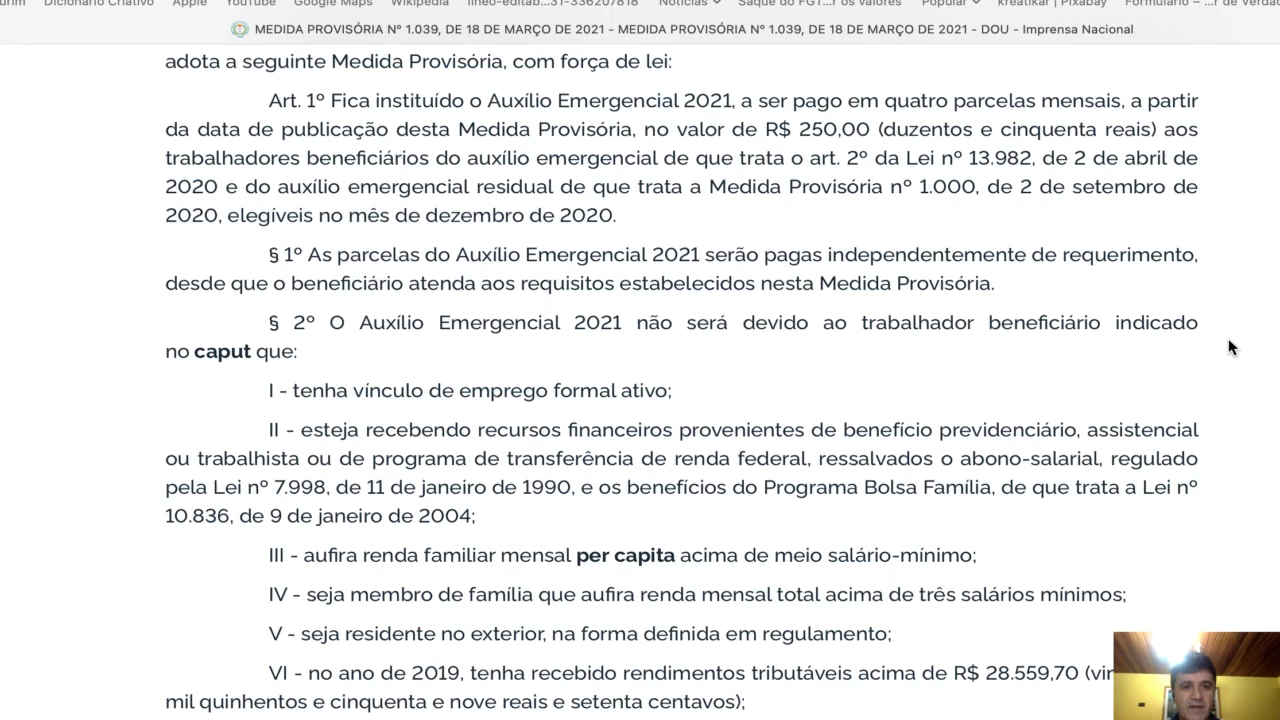 Dicionário Criativo Apple YouTube Google Maps Wikipedia Notícias Popular kreatikar | Pixabay
MEDIDA PROVISÓRIA Nº 1.039, DE 18 DE MARÇO DE 2021 - MEDIDA PROVISÓRIA Nº 1.039, DE 18 DE MARÇO DE 2021 - DOU - Imprensa Nacional
adota a seguinte Medida Provisória, com força de lei:
Art. 1º Fica instituído o Auxílio Emergencial 2021, a ser pago em quatro parcelas mensais, a partir
da data de publicação desta Medida Provisória, no valor de R$ 250,00 (duzentos e cinquenta reais) aos
trabalhadores beneficiários do auxílio emergencial de que trata o art. 2º da Lei nº 13.982, de 2 de abril de
2020 e do auxílio emergencial residual de que trata a Medida Provisória nº 1.000, de 2 de setembro de
2020, elegíveis no mês de dezembro de 2020.
§ 1º As parcelas do Auxílio Emergencial 2021 serão pagas independentemente de requerimento,
desde que o beneficiário atenda aos requisitos estabelecidos nesta Medida Provisória.
§ 2º O Auxílio Emergencial 2021 não será devido ao trabalhador beneficiário indicado
no caput que:
I - tenha vínculo de emprego formal ativo;
II - esteja recebendo recursos financeiros provenientes de benefício previdenciário, assistencial
ou trabalhista ou de programa de transferência de renda federal, ressalvados o abono-salarial, regulado
pela Lei nº 7.998, de 11 de janeiro de 1990, e os benefícios do Programa Bolsa Família, de que trata a Lei nº
10.836, de 9 de janeiro de 2004;
III - aufira renda familiar mensal per capita acima de meio salário-mínimo;
IV - seja membro de família que aufira renda mensal total acima de três salários mínimos;
V - seja residente no exterior, na forma definida em regulamento;
VI - no ano de 2019, tenha recebido rendimentos tributáveis acima de R$ 28.559,70
mil quinhentos e cinquenta e nove reais e setenta centavos);